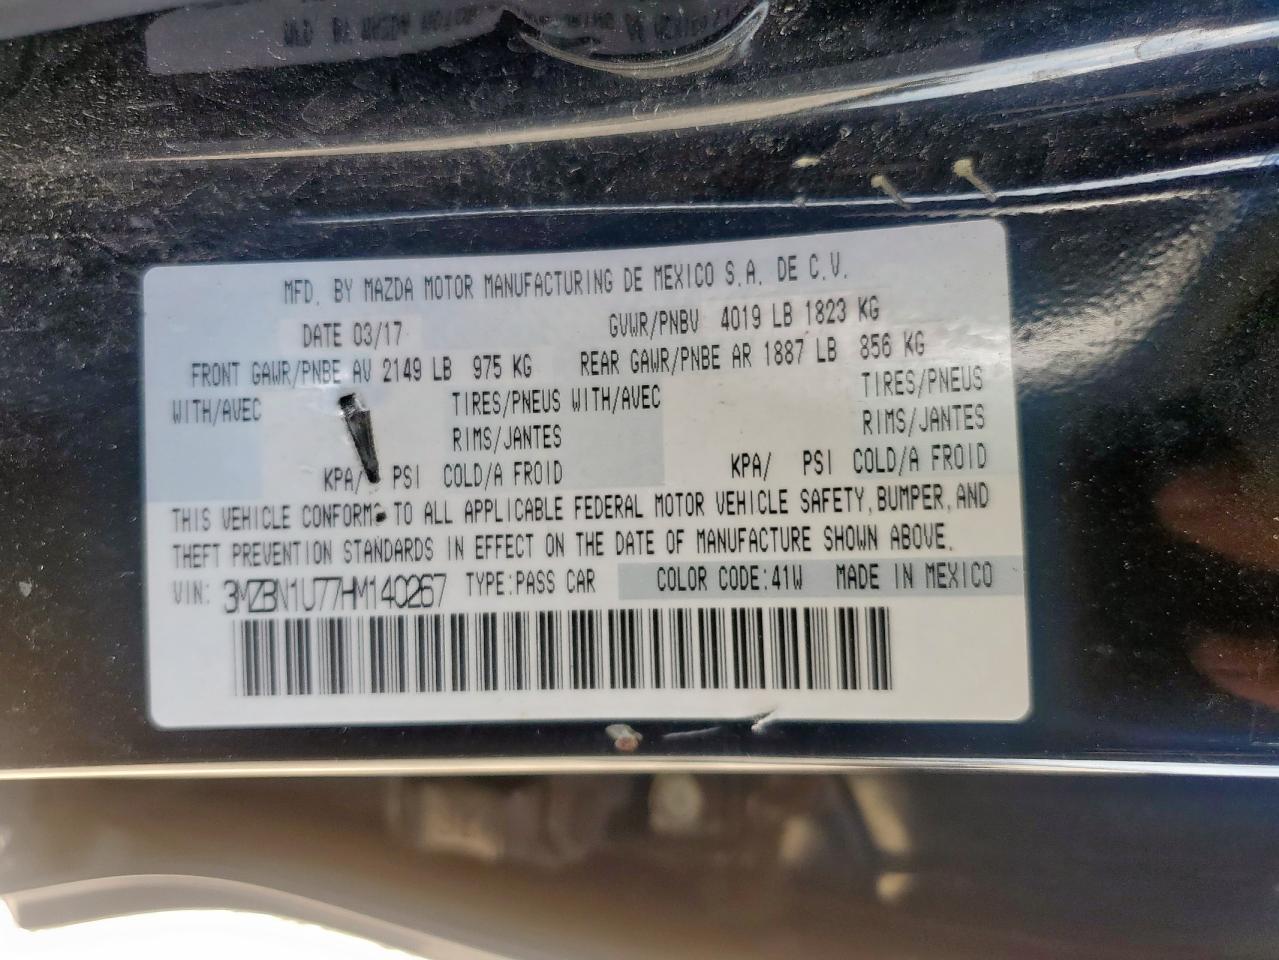 MFD. BY MAZDA MOTOR MANUFACTURING DE MEXICO S.A. DE C.V.
DATE 03/17 GVWR/PNBV 4019 LB 1823 KG
FRONT GAWR/PNBE AV 2149 LB 975 KG REAR GAWR/PNBE AR 1887 LB 856 KG
WITH/AVEC TIRES/PNEUS WITH/AVEC TIRES/PNEUS
RIMS/JANTES RIMS/JANTES
KPA/ PSI COLD/A FROID KPA/ PSI COLD/A FROID
THIS VEHICLE CONFORMS TO ALL APPLICABLE FEDERAL MOTOR VEHICLE SAFETY, BUMPER, AND
THEFT PREVENTION STANDARDS IN EFFECT ON THE DATE OF MANUFACTURE SHOWN ABOVE.
VIN: 3MZBN1U77HM140267 TYPE:PASS CAR COLOR CODE:41W MADE IN MEXICO